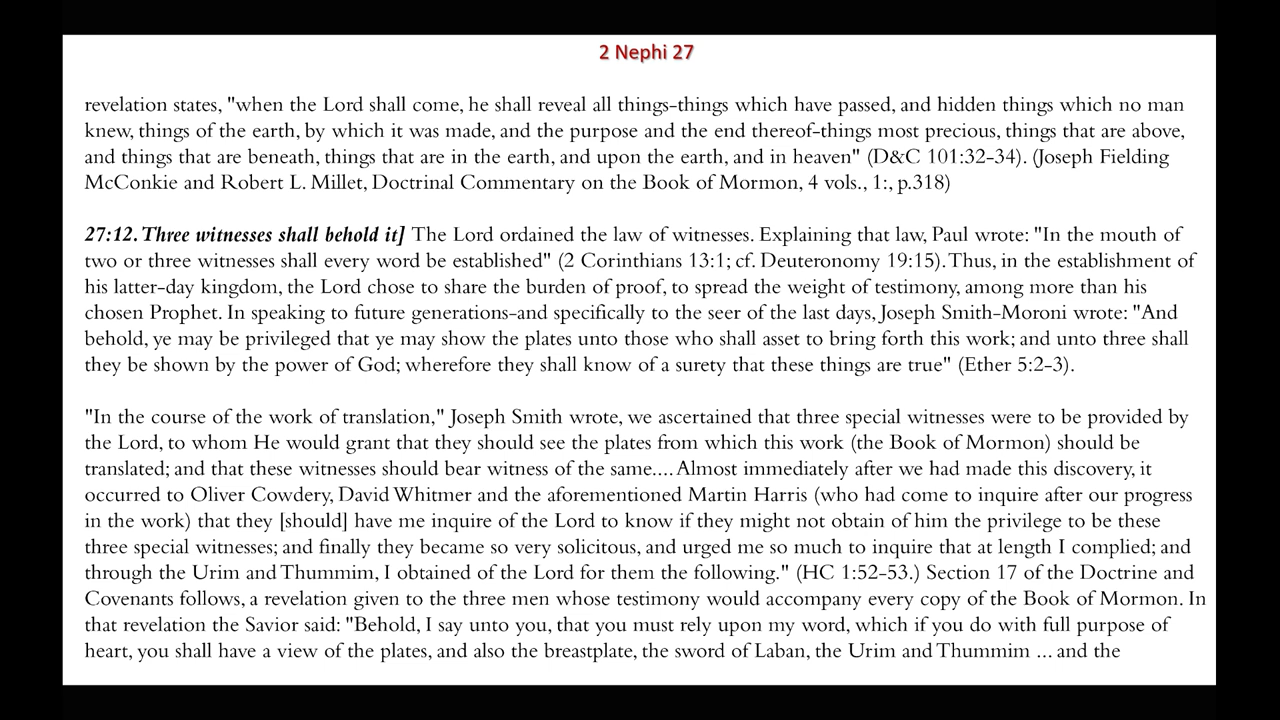 2 Nephi 27
revelation states, "when the Lord shall come, he shall reveal all things-things which have passed, and hidden things which no man
knew, things of the earth, by which it was made, and the purpose and the end thereof-things most precious, things that are above,
and things that are beneath, things that are in the earth, and upon the earth, and in heaven" (D&C 101:32-34). (Joseph Fielding
McConkie and Robert L. Millet, Doctrinal Commentary on the Book of Mormon, 4 vols., 1:, p.318)
27:12. Three witnesses shall behold it] The Lord ordained the law of witnesses. Explaining that law, Paul wrote: "In the mouth of
two or three witnesses shall every word be established" (2 Corinthians 13:1; cf. Deuteronomy 19:15). Thus, in the establishment of
his latter-day kingdom, the Lord chose to share the burden of proof, to spread the weight of testimony, among more than his
chosen Prophet. In speaking to future generations-and specifically to the seer of the last days, Joseph Smith-Moroni wrote: "And
behold, ye may be privileged that ye may show the plates unto those who shall asset to bring forth this work; and unto three shall
they be shown by the power of God; wherefore they shall know of a surety that these things are true" (Ether 5:2-3).
"In the course of the work of translation," Joseph Smith wrote, we ascertained that three special witnesses were to be provided by
the Lord, to whom He would grant that they should see the plates from which this work (the Book of Mormon) should be
translated; and that these witnesses should bear witness of the same.... Almost immediately after we had made this discovery, it
occurred to Oliver Cowdery, David Whitmer and the aforementioned Martin Harris (who had come to inquire after our progress
in the work) that they [should] have me inquire of the Lord to know if they might not obtain of him the privilege to be these
three special witnesses; and finally they became so very solicitous, and urged me so much to inquire that at length I complied; and
through the Urim and Thummim, I obtained of the Lord for them the following." (HC 1:52-53.) Section 17 of the Doctrine and
Covenants follows, a revelation given to the three men whose testimony would accompany every copy of the Book of Mormon. In
that revelation the Savior said: "Behold, I say unto you, that you must rely upon my word, which if you do with full purpose of
heart, you shall have a view of the plates, and also the breastplate, the sword of Laban, the Urim and Thummim ... and the